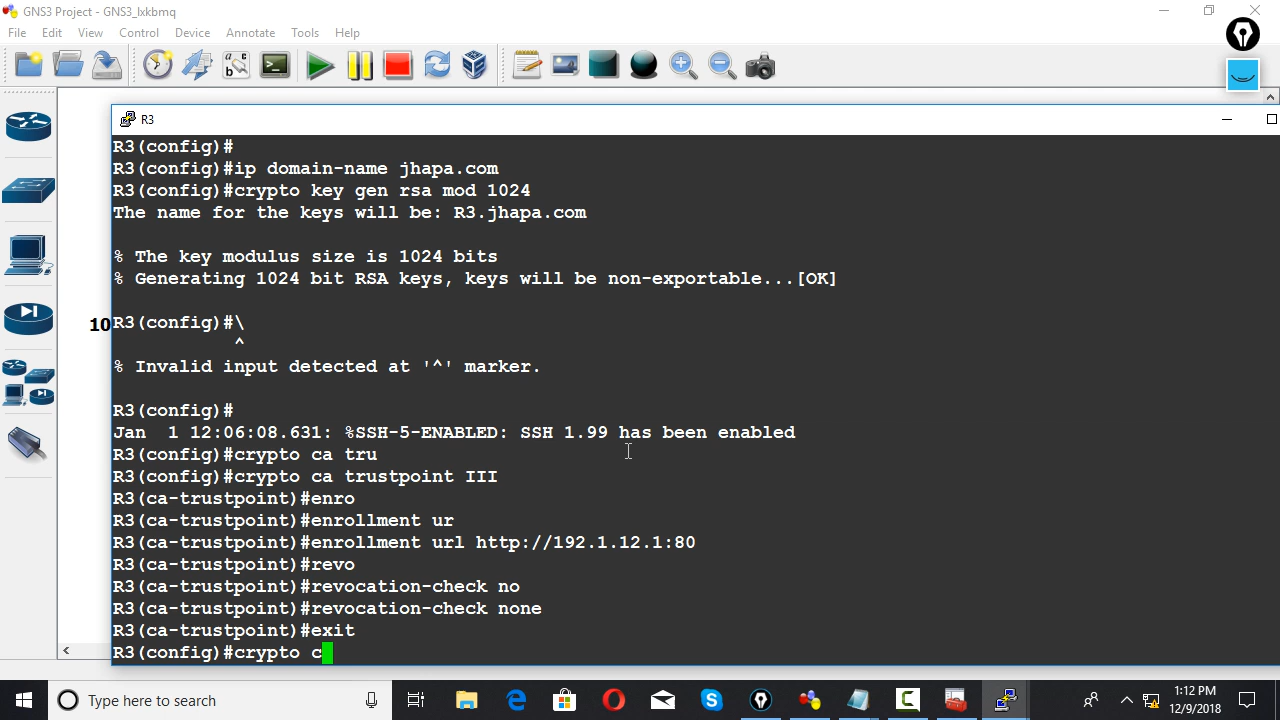 GNS3 Project - GNS3_lxkbmq
File Edit View Control Device Annotate Tools Help
R3
10
R3(config)#
R3(config)#ip domain-name jhapa.com
R3(config)#crypto key gen rsa mod 1024
The name for the keys will be: R3.jhapa.com
% The key modulus size is 1024 bits
% Generating 1024 bit RSA keys, keys will be non-exportable...[OK]
R3(config)#\
^
% Invalid input detected at '^' marker.
R3(config)#
Jan  1 12:06:08.631: %SSH-5-ENABLED: SSH 1.99 has been enabled
R3(config)#crypto ca tru
R3(config)#crypto ca trustpoint III
R3(ca-trustpoint)#enro
R3(ca-trustpoint)#enrollment ur
R3(ca-trustpoint)#enrollment url http://192.1.12.1:80
R3(ca-trustpoint)#revo
R3(ca-trustpoint)#revocation-check no
R3(ca-trustpoint)#revocation-check none
R3(ca-trustpoint)#exit
R3(config)#crypto c
Type here to search
1:12 PM
12/9/2018